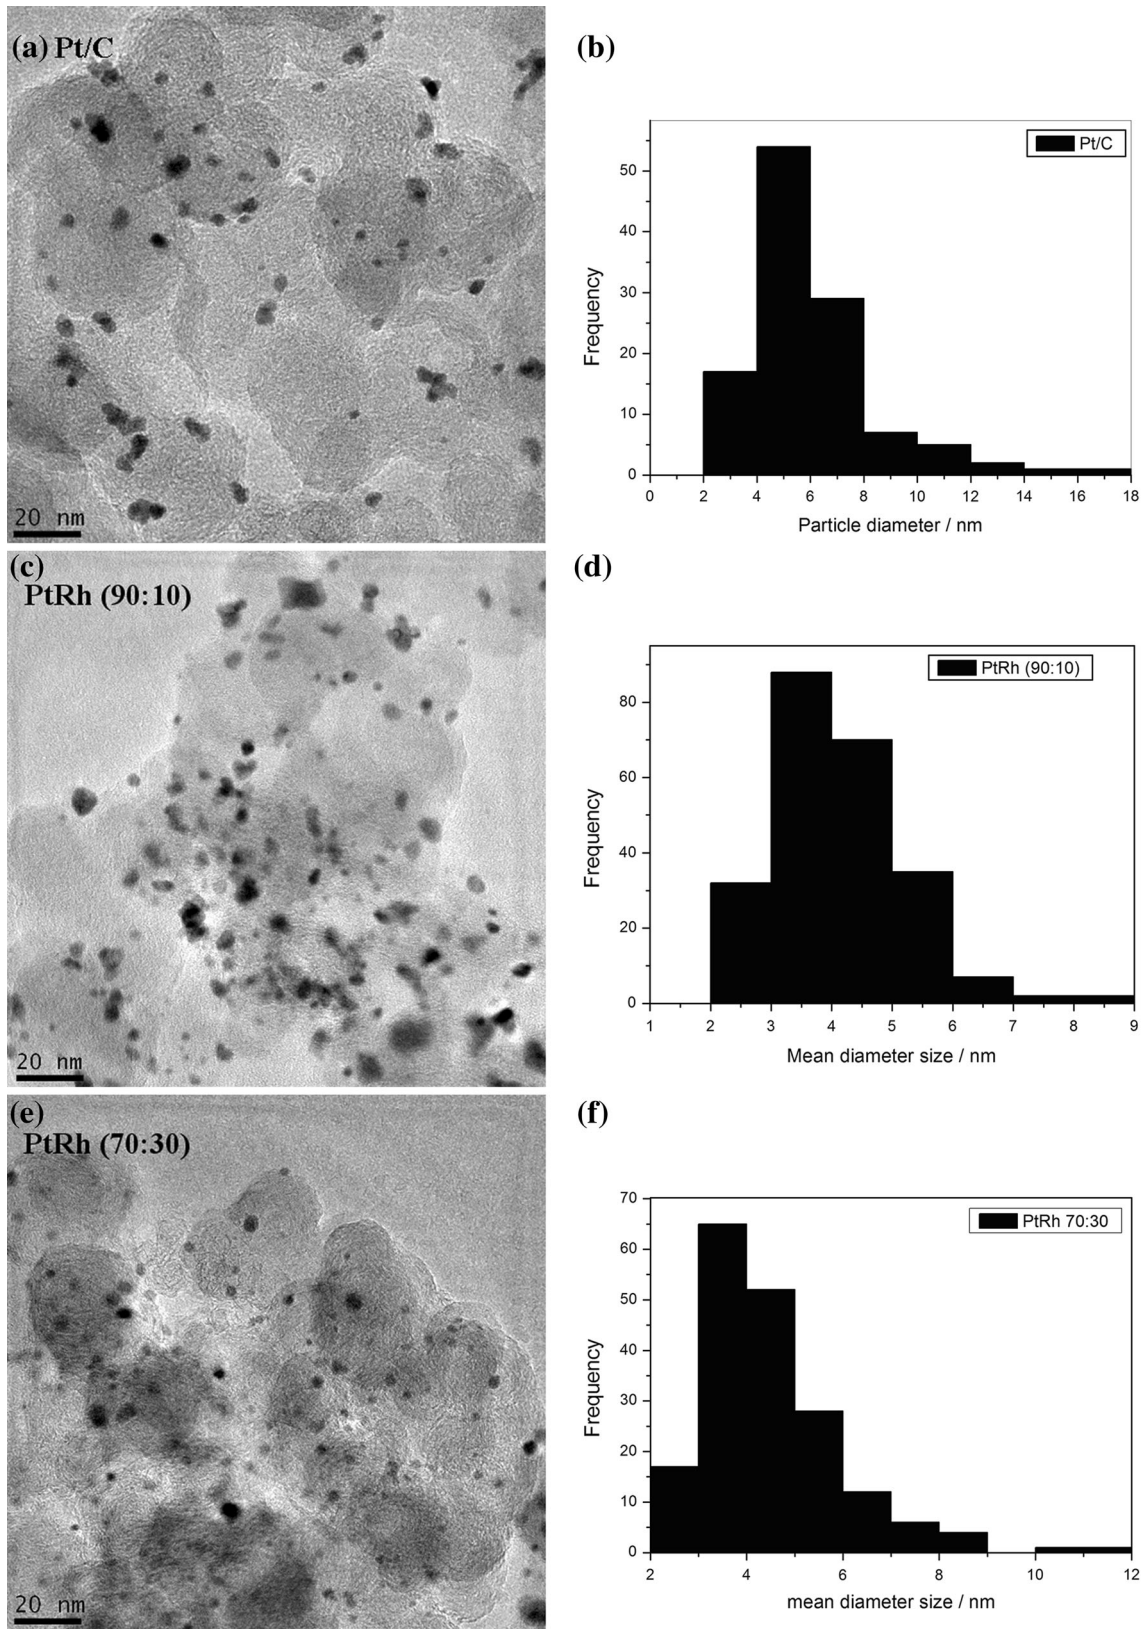 (a) Pt/C
20 nm
(b)
Pt/C
50
40
30
20
10
0
Frequency
0 2 4 6 8 10 12 14 16 18
Particle diameter / nm
(c)
PtRh (90:10)
20 nm
(d)
PtRh (90:10)
80
60
40
20
0
Frequency
1 2 3 4 5 6 7 8 9
Mean diameter size / nm
(e)
PtRh (70:30)
20 nm
(f)
PtRh 70:30
70
60
50
40
30
20
10
0
Frequency
2 4 6 8 10 12
mean diameter size / nm